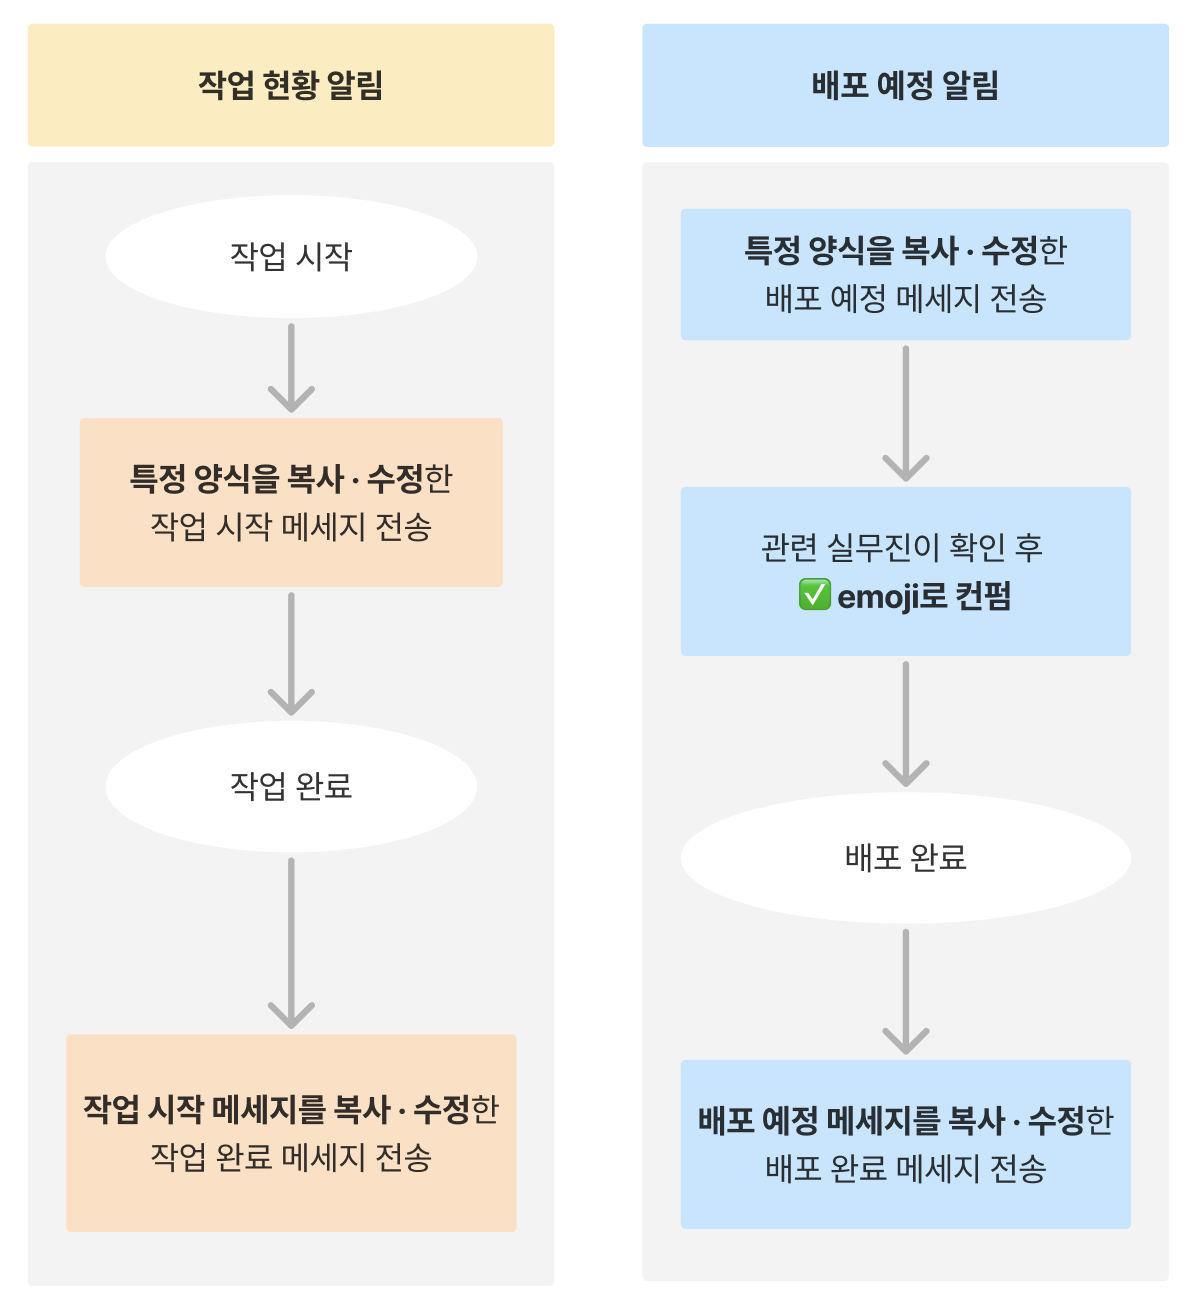 작업 현황 알림
작업 시작
특정 양식을 복사 · 수정한
작업 시작 메세지 전송
작업 완료
작업 시작 메세지를 복사 · 수정한
작업 완료 메세지 전송
배포 예정 알림
특정 양식을 복사 · 수정한
배포 예정 메세지 전송
관련 실무진이 확인 후
✅ emoji로 컨펌
배포 완료
배포 예정 메세지를 복사 · 수정한
배포 완료 메세지 전송